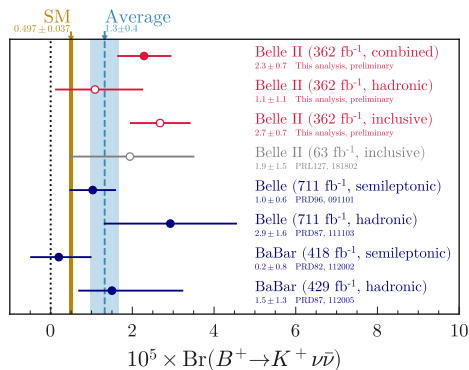 SM Average
0.497±0.037 1.3±0.4
Belle II (362 fb⁻¹, combined)
2.3±0.7 This analysis, preliminary
Belle II (362 fb⁻¹, hadronic)
1.1±1.1 This analysis, preliminary
Belle II (362 fb⁻¹, inclusive)
2.7±0.7 This analysis, preliminary
Belle II (63 fb⁻¹, inclusive)
1.9±1.5 PRL127, 181802
Belle (711 fb⁻¹, semileptonic)
1.0±0.6 PRD96, 091101
Belle (711 fb⁻¹, hadronic)
2.9±1.6 PRD87, 111103
BaBar (418 fb⁻¹, semileptonic)
0.2±0.8 PRD82, 112002
BaBar (429 fb⁻¹, hadronic)
1.5±1.3 PRD87, 112005
0 2 4 6 8 10
10⁵ × Br(B⁺→K⁺νν̄)